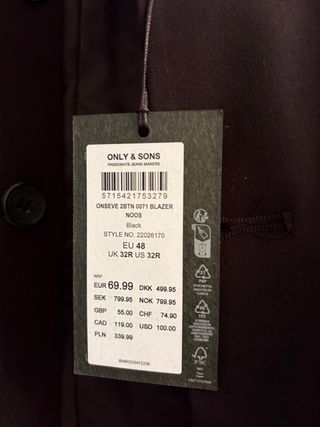 ONLY & SONS
PASSIONATE JEANS MAKERS
5715421753279
ONSEVE 2BTN 0071 BLAZER
NOOS
Black
STYLE NO. 22026170
EU 48
UK 32R US 32R
RRP
EUR 69.99 DKK 499.95
SEK 799.95 NOK 799.95
GBP 55.00 CHF 74.90
CAD 119.00 USD 100.00
PLN 339.99
PAP
FSC